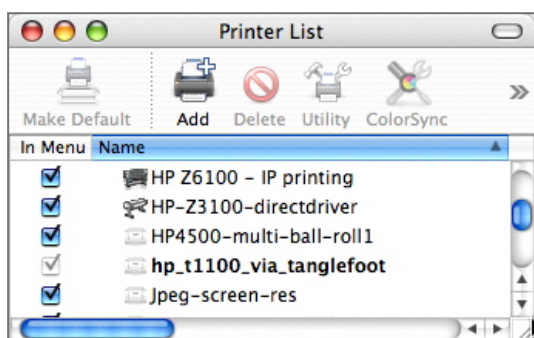 Printer List
Make Default Add Delete Utility ColorSync
In Menu Name
HP Z6100 - IP printing
HP-Z3100-directdriver
HP4500-multi-ball-roll1
hp_t1100_via_tanglefoot
Jpeg-screen-res